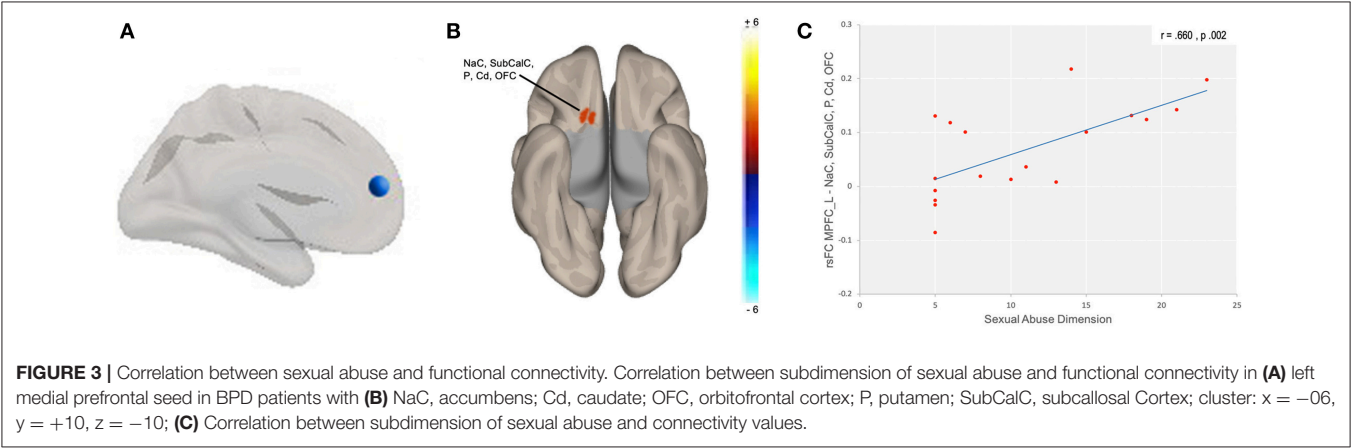 A
B
C
NaC, SubCalC,
P, Cd, OFC
+ 6
- 6
r = .660 , p .002
rsFC MPFC_L - NaC, SubCalC, P, Cd, OFC
0.3
0.2
0.1
0
-0.1
-0.2
0
5
10
15
20
25
Sexual Abuse Dimension
FIGURE 3 | Correlation between sexual abuse and functional connectivity. Correlation between subdimension of sexual abuse and functional connectivity in (A) left
medial prefrontal seed in BPD patients with (B) NaC, accumbens; Cd, caudate; OFC, orbitofrontal cortex; P, putamen; SubCalC, subcallosal Cortex; cluster: x = −06,
y = +10, z = −10; (C) Correlation between subdimension of sexual abuse and connectivity values.